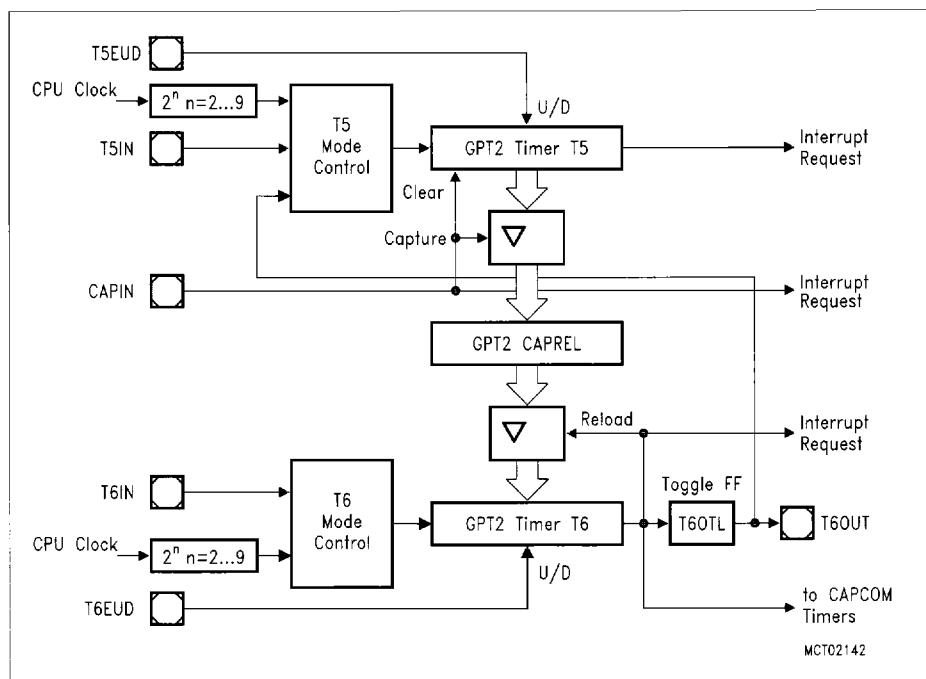 T5EUD
CPU Clock
2ⁿ n=2...9
U/D
T5IN
T5
Mode
Control
GPT2 Timer T5
Interrupt
Request
Clear
Capture
CAPIN
Interrupt
Request
GPT2 CAPREL
Reload
Interrupt
Request
T6IN
T6
Mode
Control
Toggle FF
GPT2 Timer T6
T6OTL
T6OUT
CPU Clock
2ⁿ n=2...9
U/D
T6EUD
to CAPCOM
Timers
MCT02142